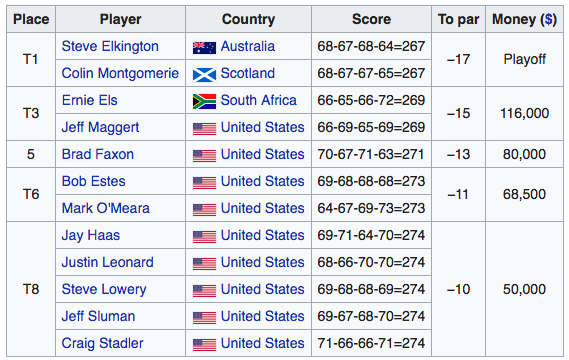 Place Player Country Score To par Money ($)
T1 Steve Elkington Australia 68-67-68-64=267 −17 Playoff
Colin Montgomerie Scotland 68-67-67-65=267
T3 Ernie Els South Africa 66-65-66-72=269 −15 116,000
Jeff Maggert United States 66-69-65-69=269
5 Brad Faxon United States 70-67-71-63=271 −13 80,000
T6 Bob Estes United States 69-68-68-68=273 −11 68,500
Mark O'Meara United States 64-67-69-73=273
T8 Jay Haas United States 69-71-64-70=274 −10 50,000
Justin Leonard United States 68-66-70-70=274
Steve Lowery United States 69-68-68-69=274
Jeff Sluman United States 69-67-68-70=274
Craig Stadler United States 71-66-66-71=274